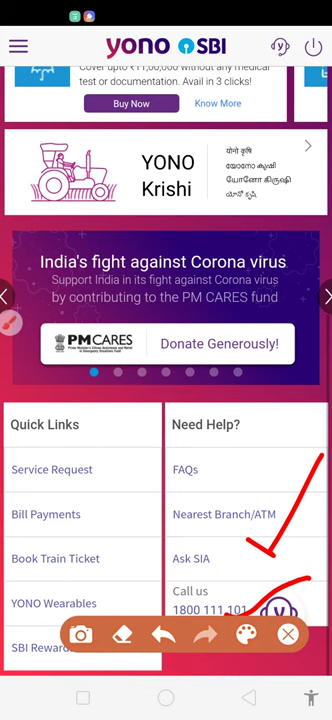 yono SBI
Cover upto ₹11,00,000 without any medical
test or documentation. Avail in 3 clicks!
Buy Now
Know More
YONO
Krishi
योनो कृषि
യോനോ കൃഷി
யோனோ கிருஷி
India's fight against Corona virus
Support India in its fight against Corona virus
by contributing to the PM CARES fund
PM CARES
Donate Generously!
Quick Links
Service Request
Bill Payments
Book Train Ticket
YONO Wearables
SBI Rewards
Need Help?
FAQs
Nearest Branch/ATM
Ask SIA
Call us
1800 111 101